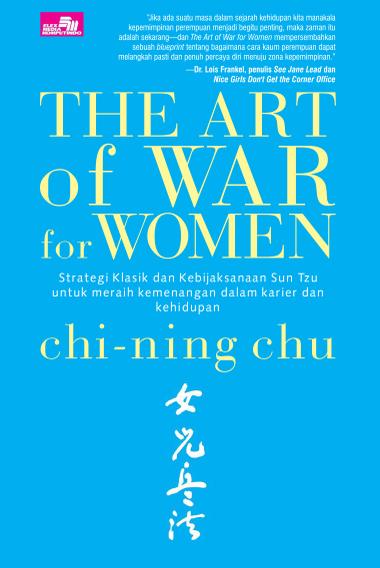 ELEX
MEDIA
KOMPUTINDO
"Jika ada suatu masa dalam sejarah kehidupan kita manakala
kepemimpinan perempuan menjadi begitu penting, maka zaman itu
adalah sekarang—dan The Art of War for Women mempersembahkan
sebuah blueprint tentang bagaimana cara kaum perempuan dapat
melangkah pasti dan penuh percaya diri menuju zona kepemimpinan."
—Dr. Lois Frankel, penulis See Jane Lead dan
Nice Girls Don't Get the Corner Office
THE ART
of WAR
for WOMEN
Strategi Klasik dan Kebijaksanaan Sun Tzu
untuk meraih kemenangan dalam karier dan
kehidupan
chi-ning chu
女
兒
兵
法